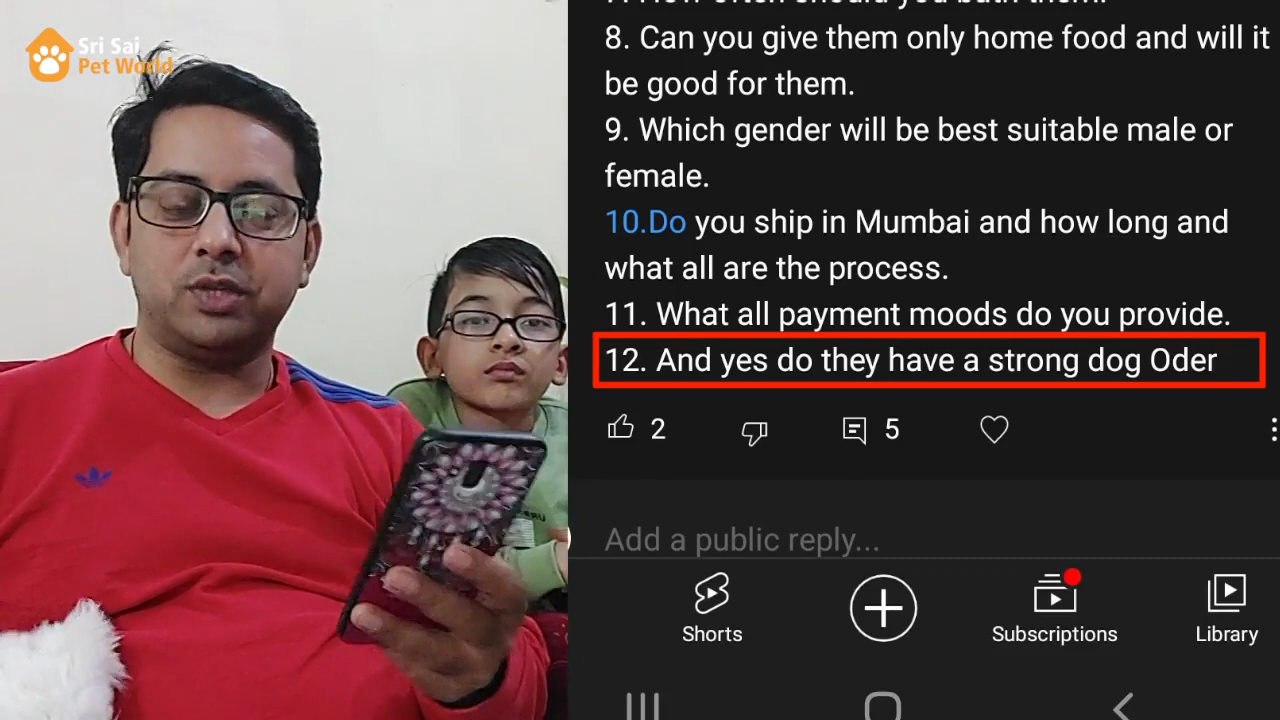 Sri Sai
Pet World
8. Can you give them only home food and will it
be good for them.
9. Which gender will be best suitable male or
female.
10.Do you ship in Mumbai and how long and
what all are the process.
11. What all payment moods do you provide.
12. And yes do they have a strong dog Oder
2
5
Add a public reply...
Shorts
Subscriptions
Library